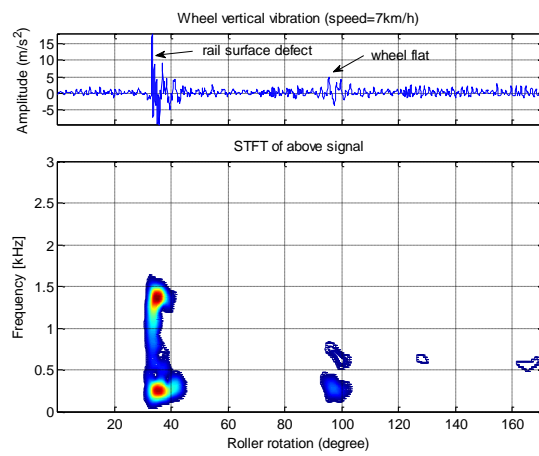 Wheel vertical vibration (speed=7km/h)
Amplitude (m/s²)
15
10
5
0
-5
rail surface defect
wheel flat
STFT of above signal
Frequency [kHz]
3
2.5
2
1.5
1
0.5
0
20 40 60 80 100 120 140 160
Roller rotation (degree)